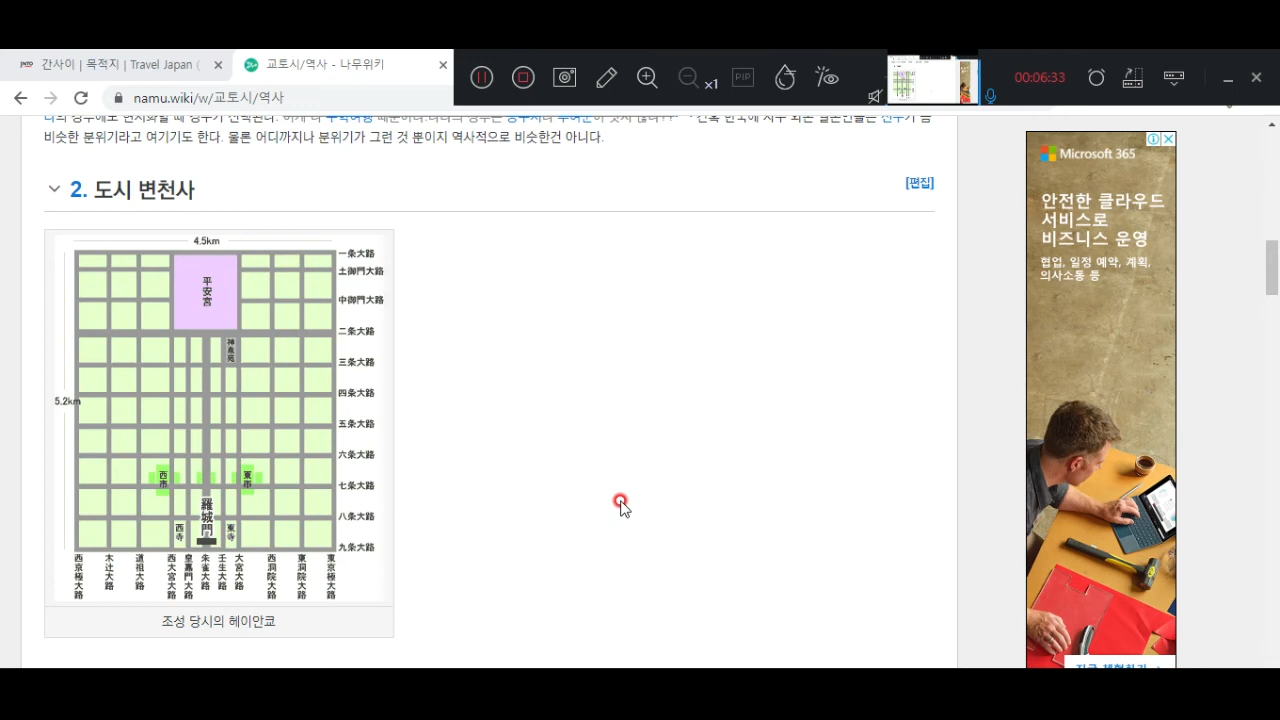 간사이 | 목적지 | Travel Japan (
교토시/역사 - 나무위키
x1
PIP
00:06:33
namu.wiki/w/교토시/역사
비슷한 분위기라고 여기기도 한다. 물론 어디까지나 분위기가 그런 것 뿐이지 역사적으로 비슷한건 아니다.
2. 도시 변천사
[편집]
4.5km
5.2km
一条大路
土御門大路
中御門大路
二条大路
三条大路
四条大路
五条大路
六条大路
七条大路
八条大路
九条大路
平安宮
神泉苑
西市
東市
羅城門
西寺
東寺
西京極大路
木辻大路
道祖大路
西大宮大路
皇嘉門大路
朱雀大路
壬生大路
大宮大路
西洞院大路
東洞院大路
東京極大路
조성 당시의 헤이안쿄
Microsoft 365
안전한 클라우드
서비스로
비즈니스 운영
협업, 일정 예약, 계획,
의사소통 등